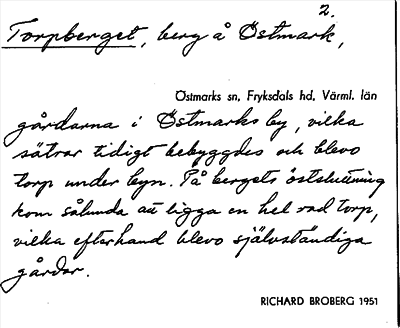 2.
Torpberget, berg å Östmark,
Östmarks sn, Fryksdals hd, Värml. län
gårdarna i Östmarks by, vilka
sätrar tidigt bebyggdes och blevo
torp under byn. På bergets östsluttning
kom sålunda att ligga en hel rad torp,
vilka efterhand blevo självständiga
gårdar.
RICHARD BROBERG 1951